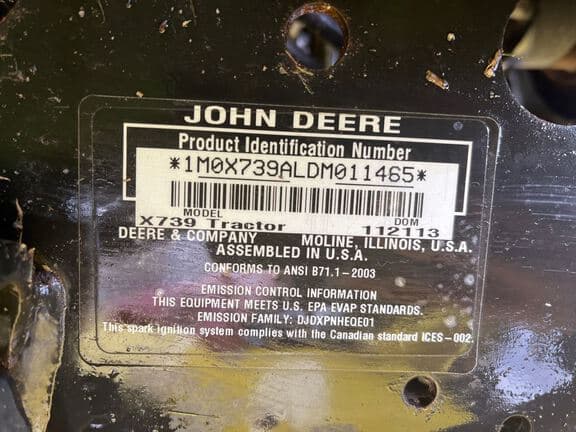 JOHN DEERE
Product Identification Number
*1M0X739ALDM011465*
MODEL DOM
X739 Tractor 112113
DEERE & COMPANY MOLINE, ILLINOIS, U.S.A.
ASSEMBLED IN U.S.A.
CONFORMS TO ANSI B71.1-2003
EMISSION CONTROL INFORMATION
THIS EQUIPMENT MEETS U.S. EPA EVAP STANDARDS.
EMISSION FAMILY: DJDXPNHEQE01
This spark ignition system complies with the Canadian standard ICES-002.